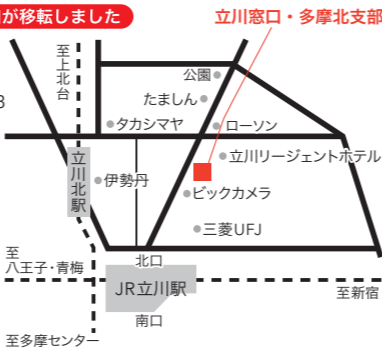 が移転しました
立川窓口・多摩北支部
至
上北台
公園
たましん
タカシマヤ
ローソン
立川リージェントホテル
立川北駅
伊勢丹
ビックカメラ
三菱UFJ
至
八王子・青梅
北口
JR立川駅
至新宿
南口
至多摩センター